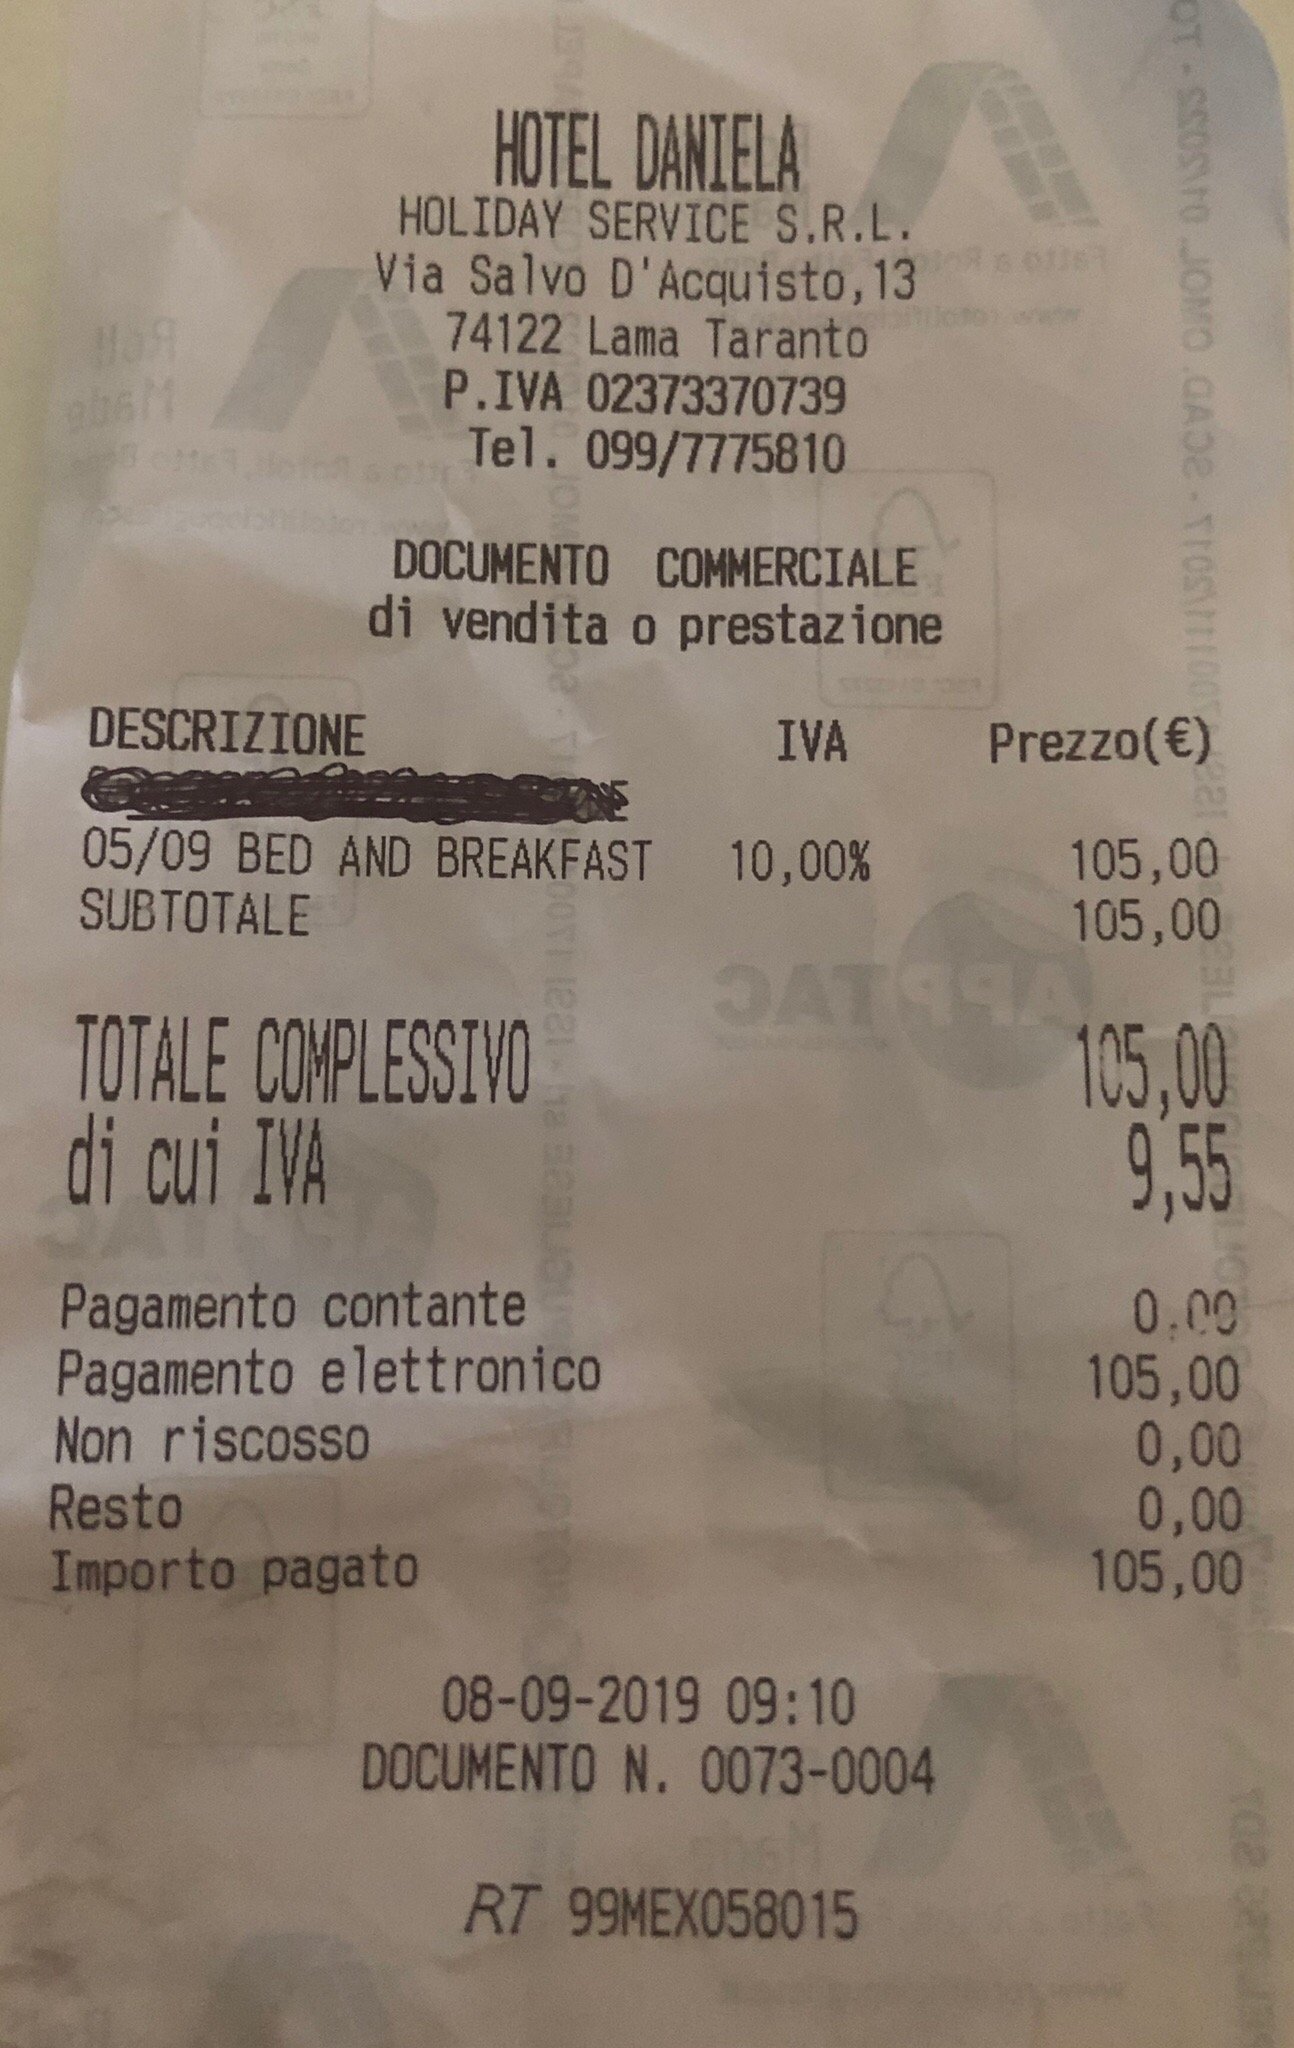 HOTEL DANIELA
HOLIDAY SERVICE S.R.L.
Via Salvo D'Acquisto,13
74122 Lama Taranto
P.IVA 02373370739
Tel. 099/7775810
DOCUMENTO COMMERCIALE
di vendita o prestazione
DESCRIZIONE IVA Prezzo(€)
05/09 BED AND BREAKFAST 10,00% 105,00
SUBTOTALE 105,00
TOTALE COMPLESSIVO 105,00
di cui IVA 9,55
Pagamento contante 0,00
Pagamento elettronico 105,00
Non riscosso 0,00
Resto 0,00
Importo pagato 105,00
08-09-2019 09:10
DOCUMENTO N. 0073-0004
RT 99MEX058015